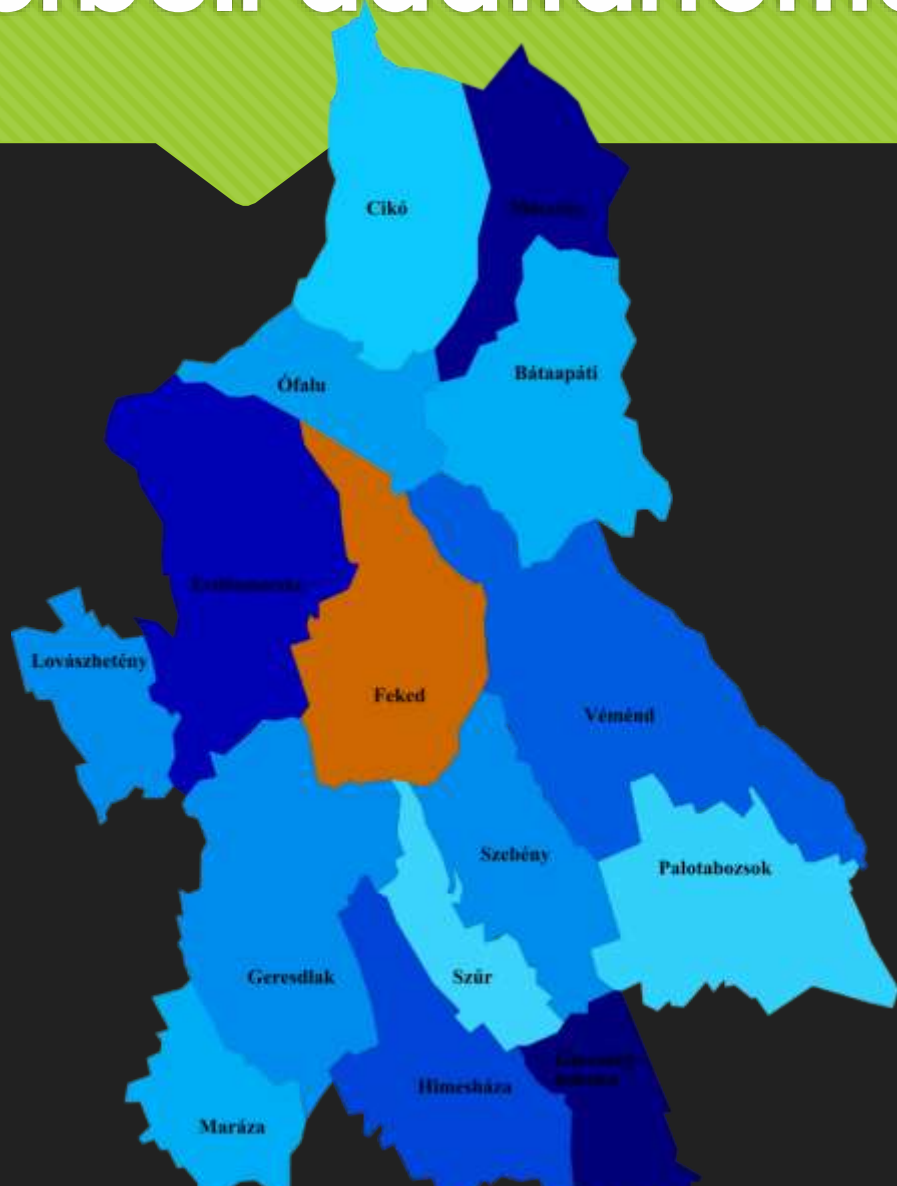 Cikó
Bátaapáti
Ófalu
Lovászhetény
Feked
Véménd
Szebény
Palotabozsok
Geresdlak
Szűr
Himesháza
Maráza